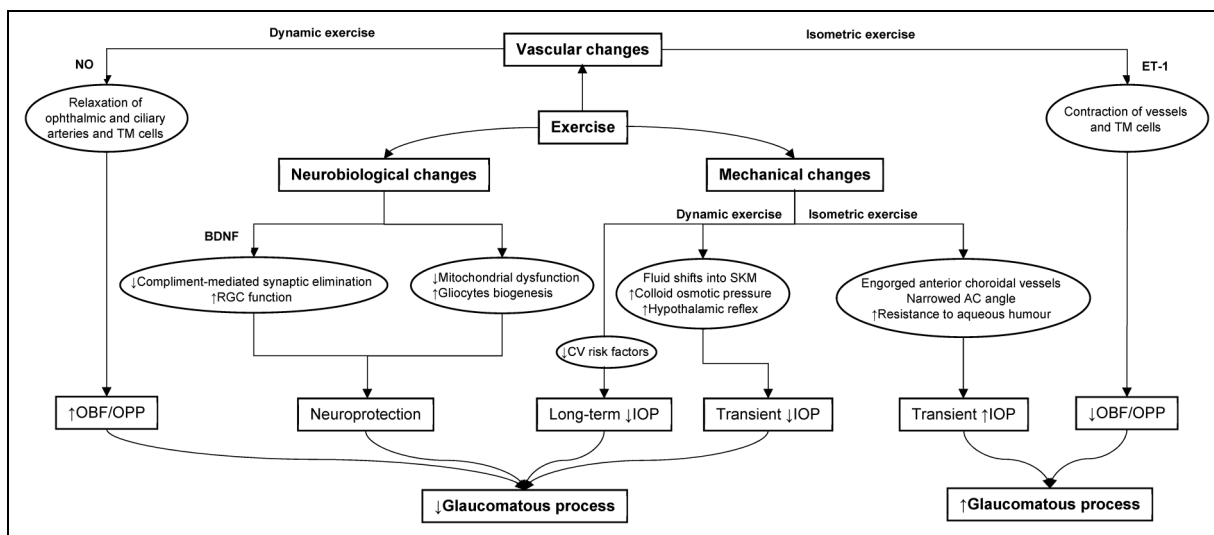 Dynamic exercise
Vascular changes
Isometric exercise
NO
ET-1
Relaxation of
ophthalmic and ciliary
arteries and TM cells
Contraction of vessels
and TM cells
Exercise
Neurobiological changes
Mechanical changes
Dynamic exercise
Isometric exercise
BDNF
↓Compliment-mediated synaptic elimination
↑RGC function
↓Mitochondrial dysfunction
↑Gliocytes biogenesis
Fluid shifts into SKM
↑Colloid osmotic pressure
↑Hypothalamic reflex
Engorged anterior choroidal vessels
Narrowed AC angle
↑Resistance to aqueous humour
↓CV risk factors
↑OBF/OPP
Neuroprotection
Long-term ↓IOP
Transient ↓IOP
Transient ↑IOP
↓OBF/OPP
↓Glaucomatous process
↑Glaucomatous process